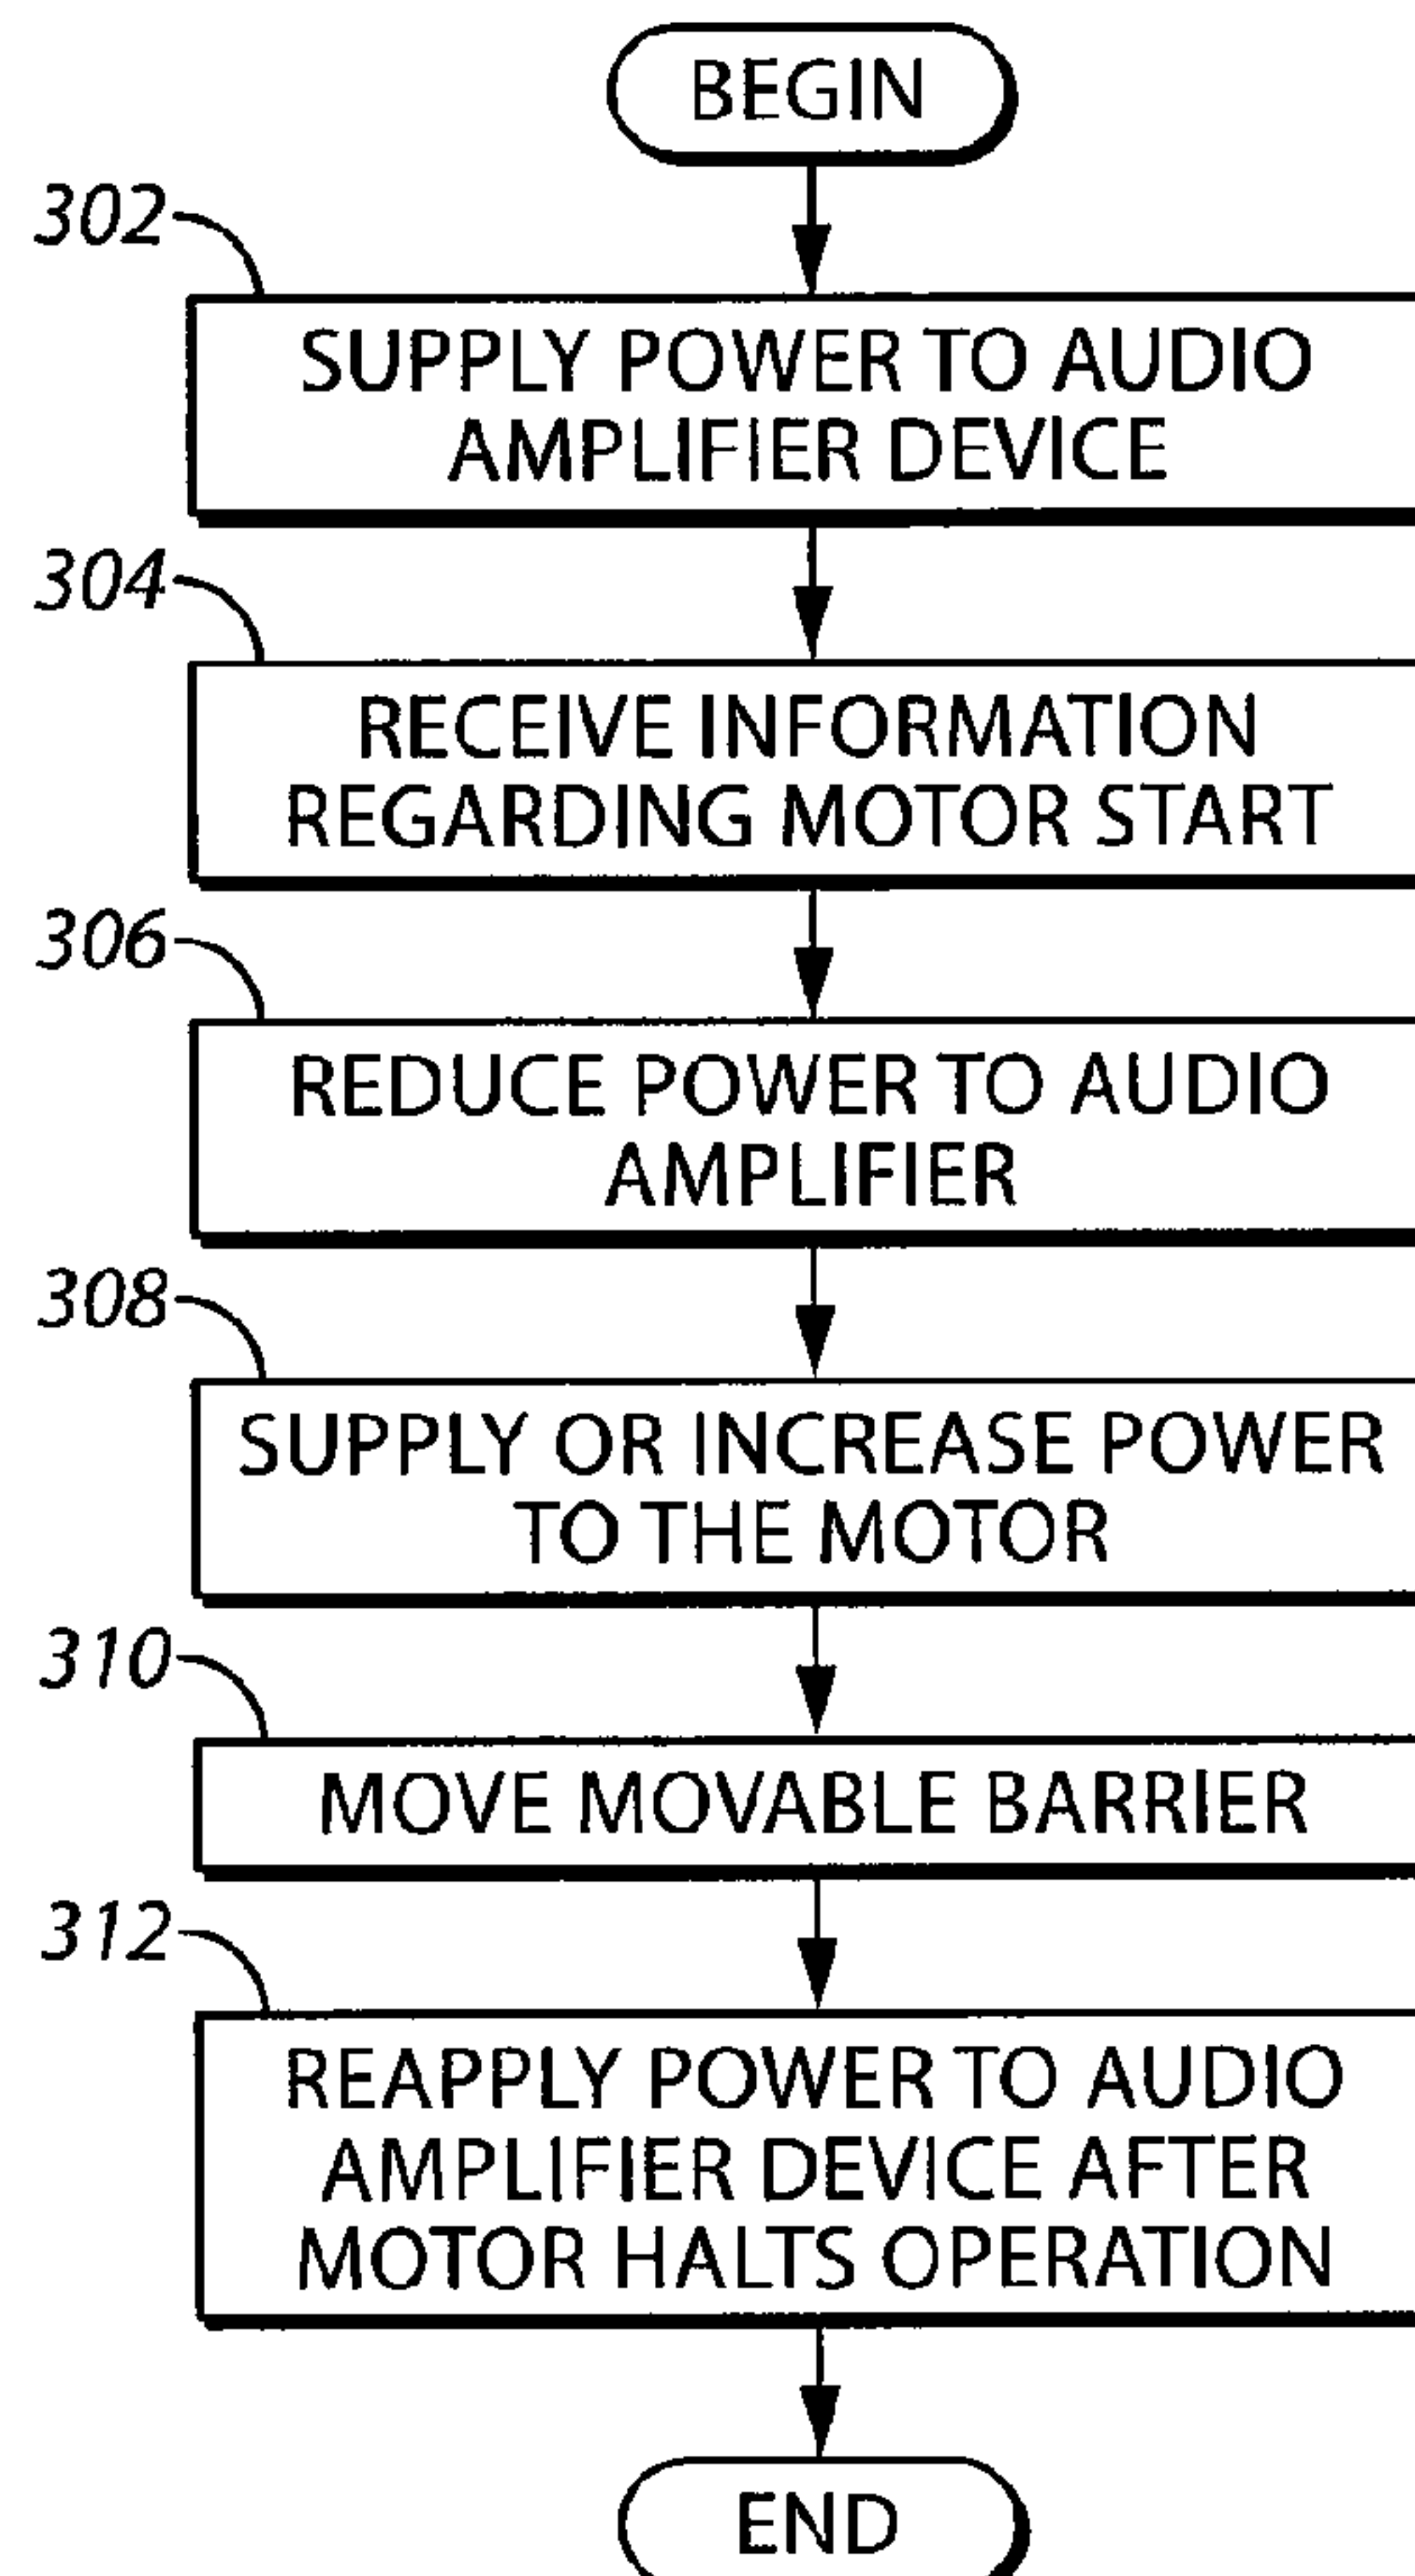 BEGIN
302
SUPPLY POWER TO AUDIO
AMPLIFIER DEVICE
304
RECEIVE INFORMATION
REGARDING MOTOR START
306
REDUCE POWER TO AUDIO
AMPLIFIER
308
SUPPLY OR INCREASE POWER
TO THE MOTOR
310
MOVE MOVABLE BARRIER
312
REAPPLY POWER TO AUDIO
AMPLIFIER DEVICE AFTER
MOTOR HALTS OPERATION
END